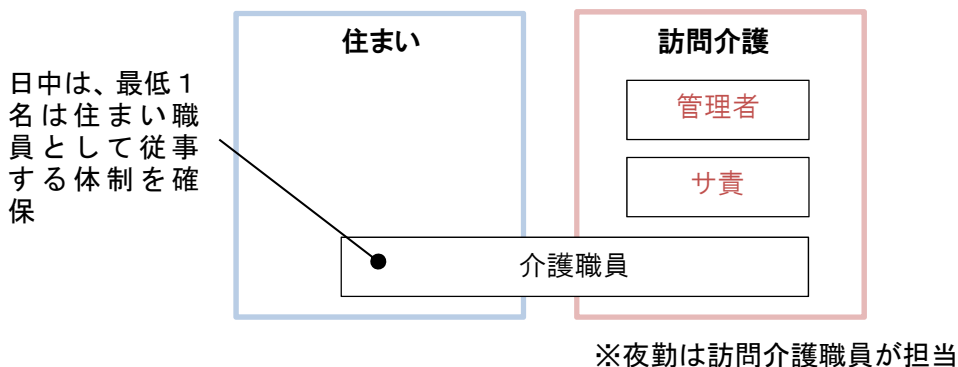 住まい
訪問介護
日中は、最低１
名は住まい職
員として従事
する体制を確
保
管理者
サ責
介護職員
※夜勤は訪問介護職員が担当